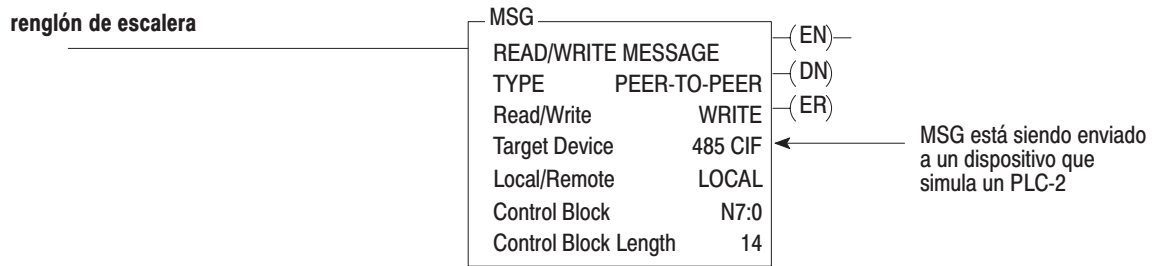 renglón de escalera
MSG
READ/WRITE MESSAGE
TYPE PEER-TO-PEER
Read/Write WRITE
Target Device 485 CIF
Local/Remote LOCAL
Control Block N7:0
Control Block Length 14
(EN)
(DN)
(ER)
MSG está siendo enviado
a un dispositivo que
simula un PLC-2